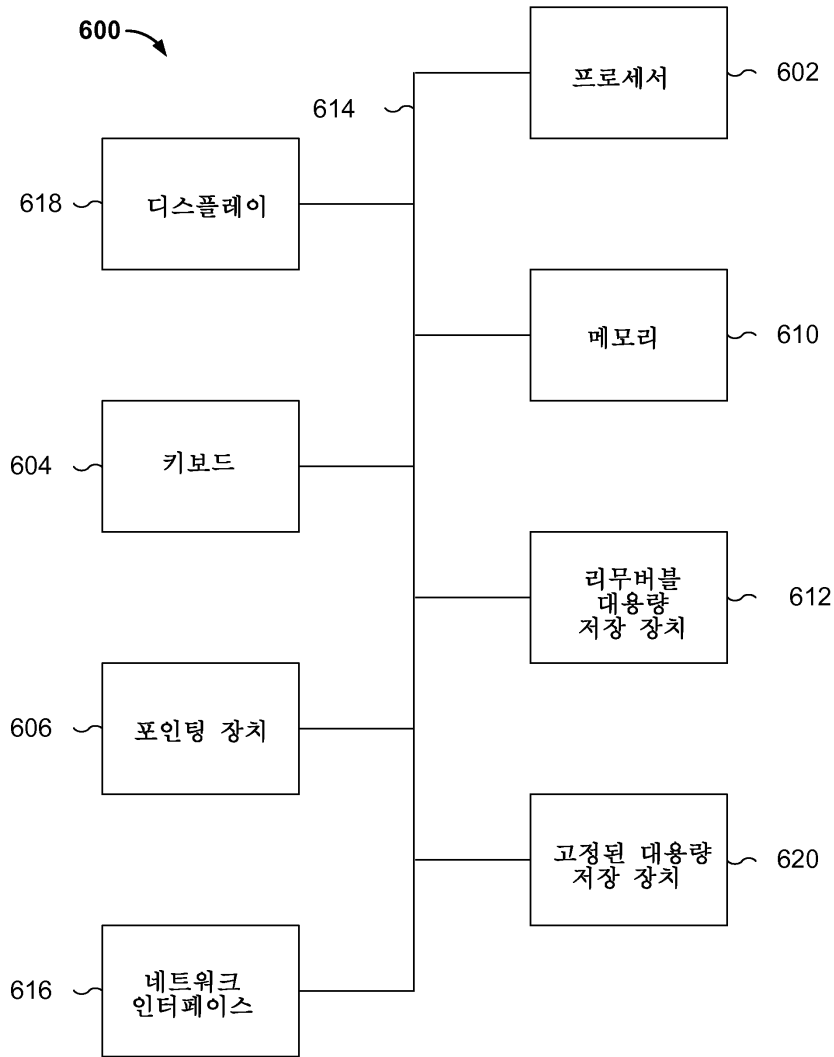 600
프로세서
602
614
618
디스플레이
메모리
610
604
키보드
리무버블
대용량
저장 장치
612
606
포인팅 장치
고정된 대용량
저장 장치
620
616
네트워크
인터페이스